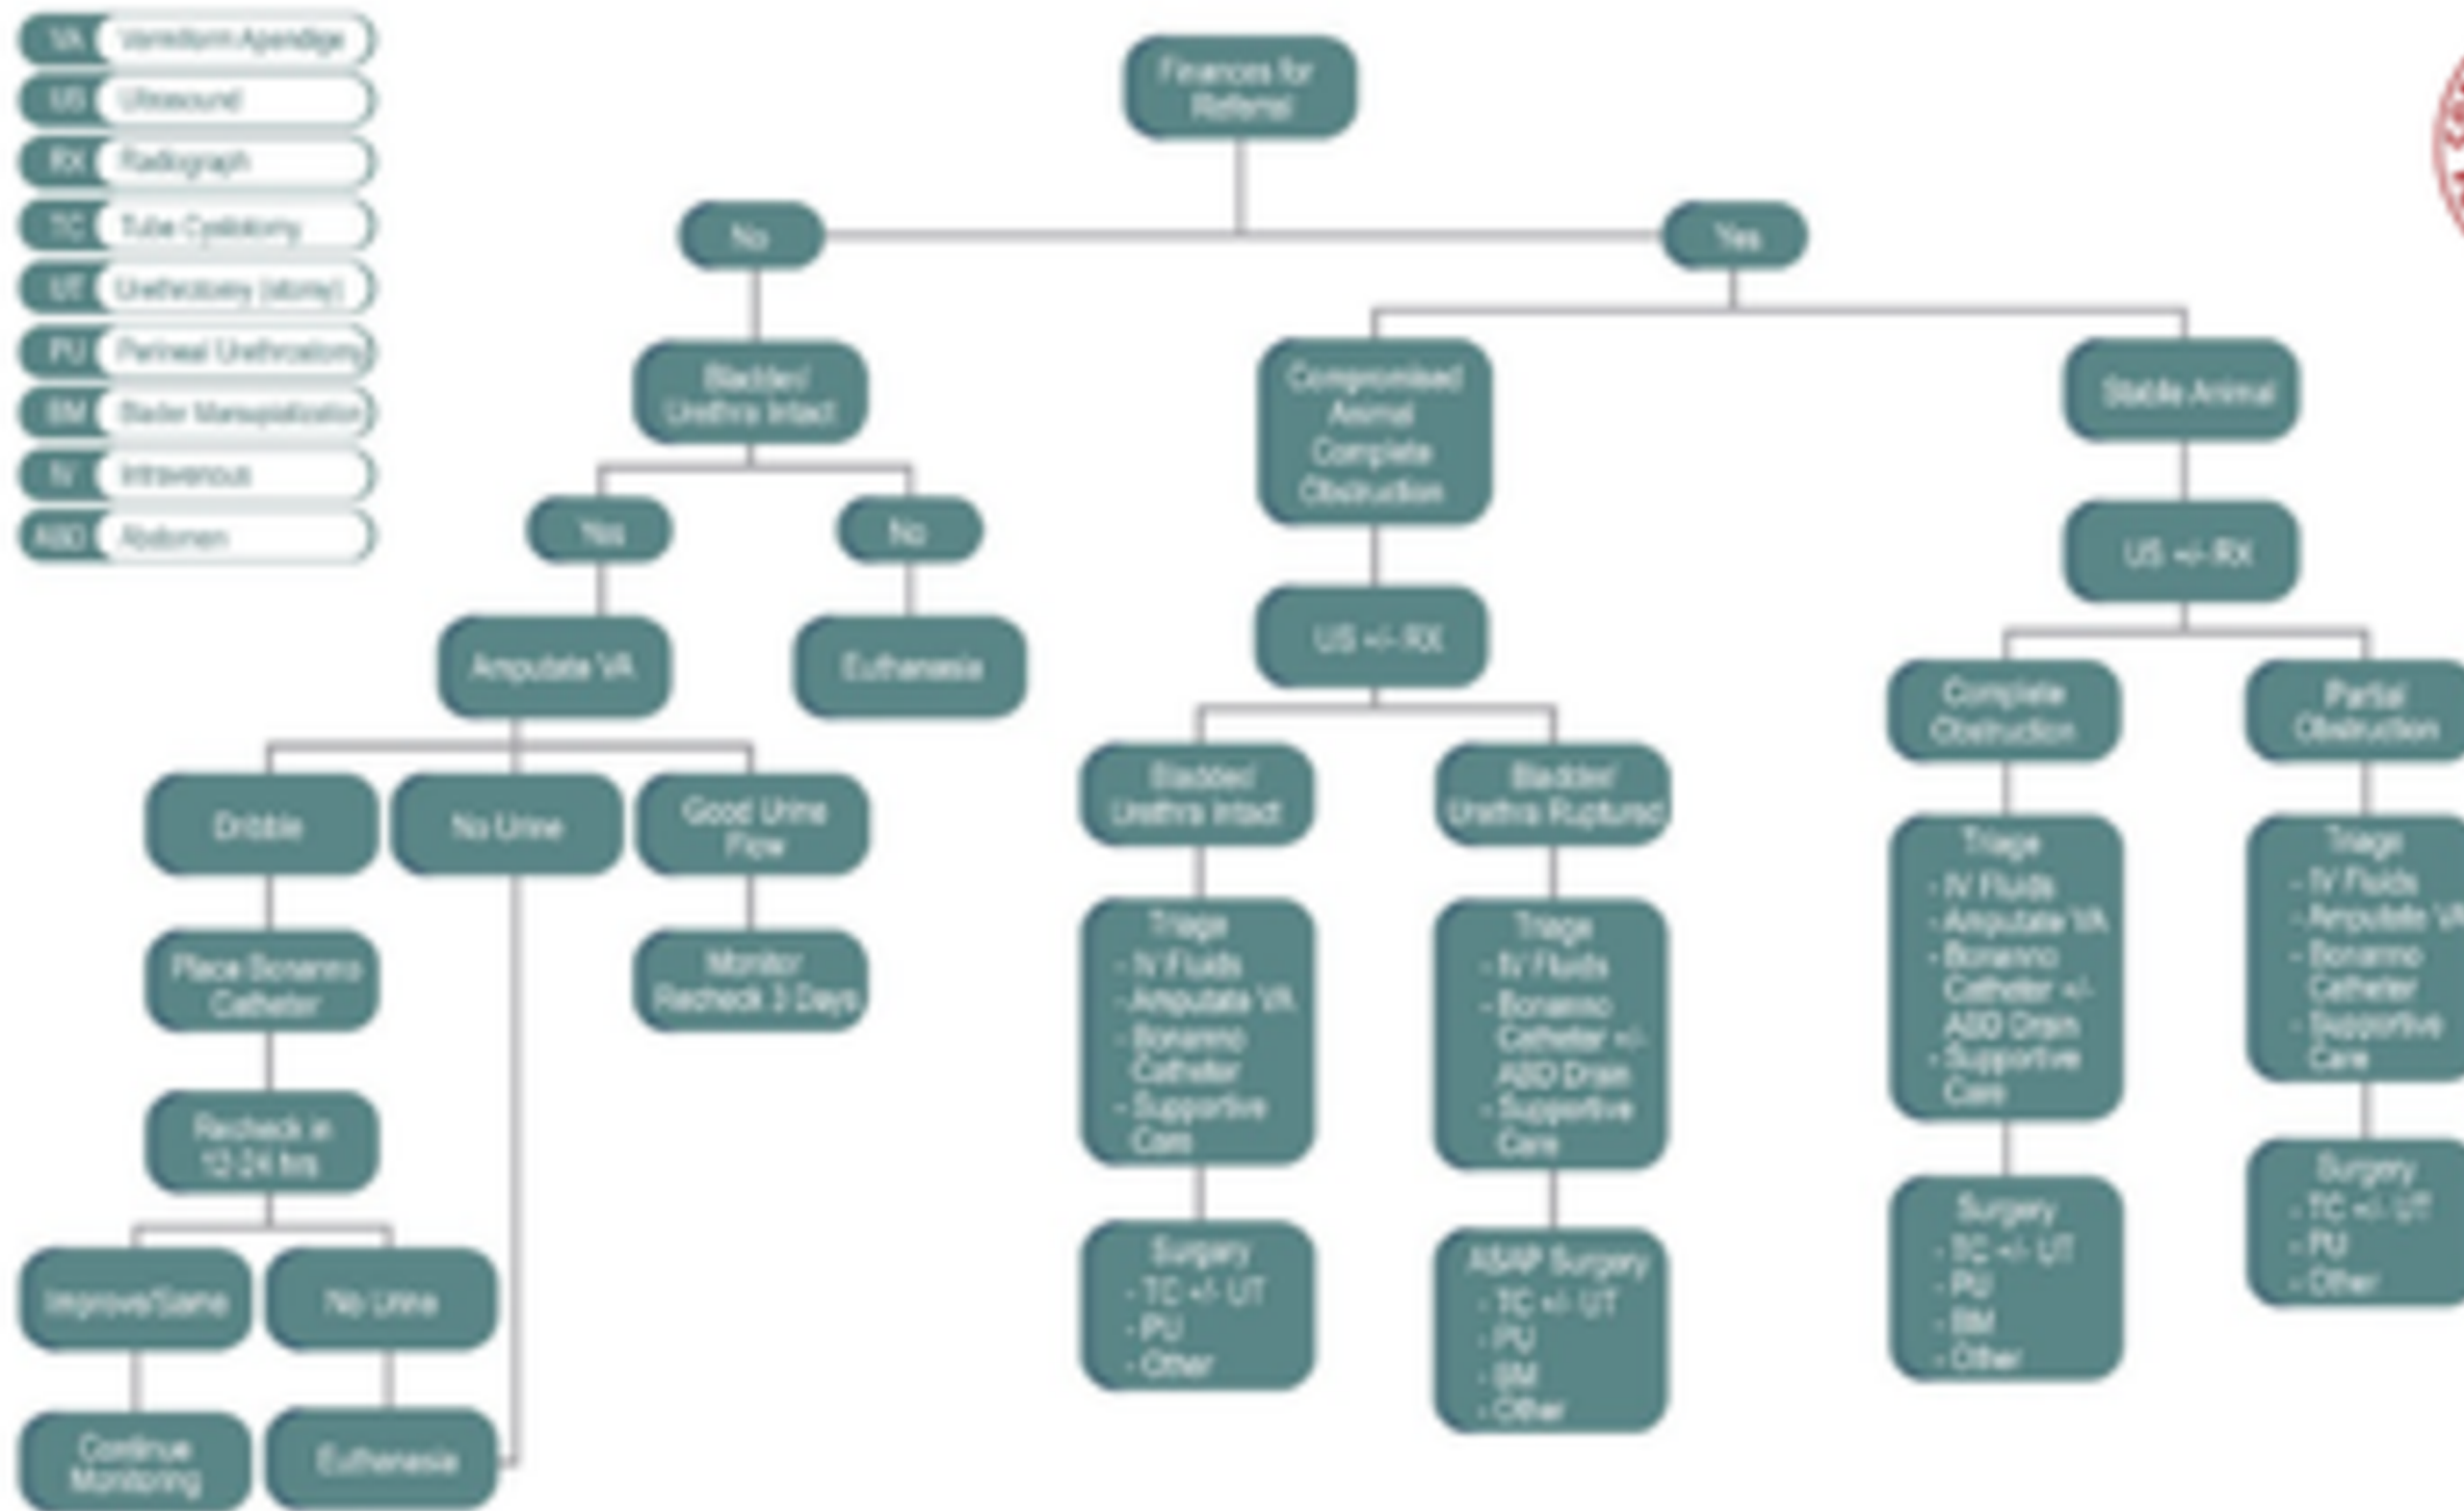 VA Vermiform Apendige
US Ultrasound
RX Radiograph
TC Tube Cystotomy
UT
PU Perineal Urethrostomy
BM Blader Marsupialization
IV Intravenous
ABD Abdomen
Finances for
Referral
No
Yes
Bladder/
Urethra Intact
Yes
No
Amputate VA
Euthanasia
Dribble
No Urine
Good Urine
Flow
Place Bonanno
Catheter
Monitor
Recheck 3 Days
Recheck in
12-24 hrs
Improve/Same
No Urine
Continue
Monitoring
Euthanasia
Compromised
Animal
Complete
Obstruction
US +/- RX
Bladder/
Urethra Intact
Triage
- IV Fluids
- Amputate VA
- Bonanno
Catheter
- Supportive
Care
Surgery
- TC +/- UT
- PU
- Other
Bladder/
Urethra Ruptured
Triage
- IV Fluids
- Bonanno
Catheter +/-
ABD Drain
- Supportive
Care
ASAP Surgery
- TC +/- UT
- PU
- BM
- Other
Stable Animal
US +/- RX
Complete
Obstruction
Triage
- IV Fluids
- Amputate VA
- Bonanno
Catheter +/-
ABD Drain
- Supportive
Care
Surgery
- TC +/- UT
- PU
- BM
- Other
Partial
Obstruction
Triage
- IV Fluids
- Amputate VA
- Bonanno
Catheter
- Supportive
Care
Surgery
- TC +/- UT
- PU
- Other